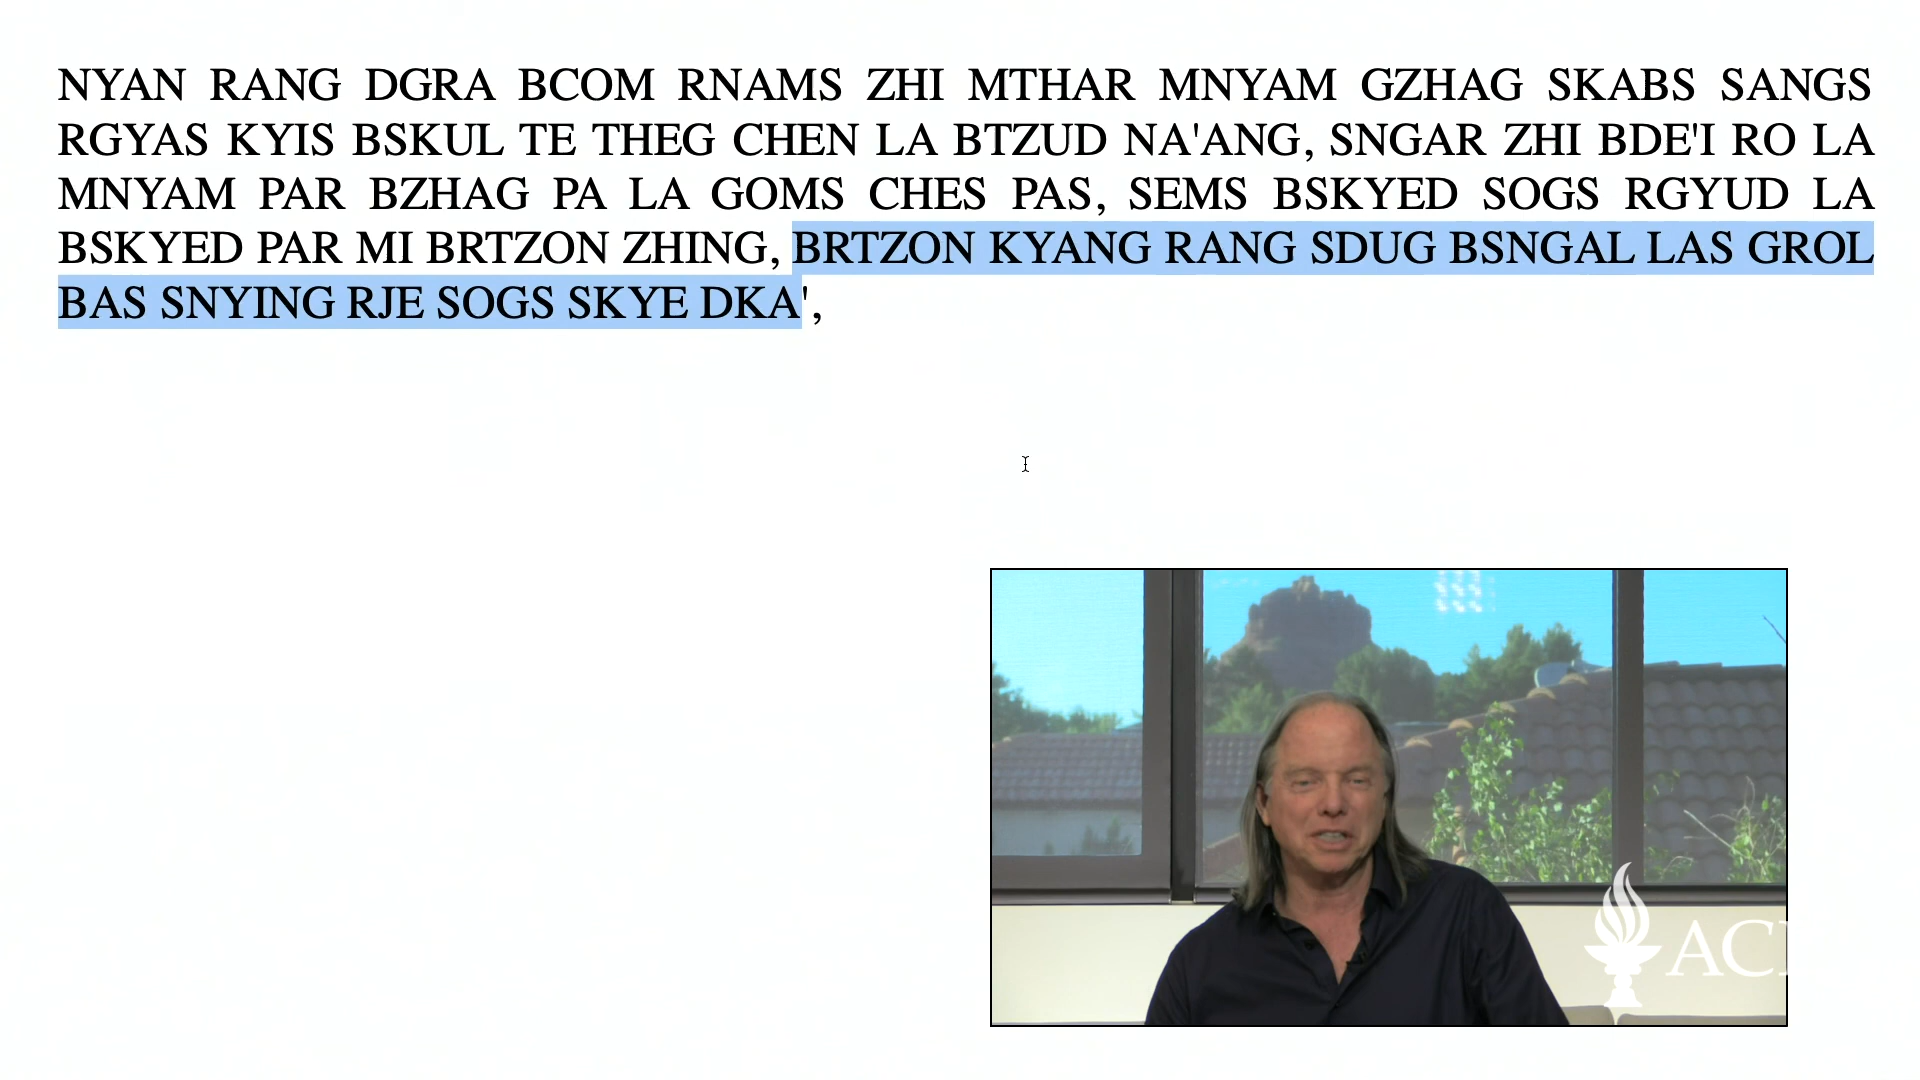 NYAN RANG DGRA BCOM RNAMS ZHI MTHAR MNYAM GZHAG SKABS SANGS
RGYAS KYIS BSKUL TE THEG CHEN LA BTZUD NA'ANG, SNGAR ZHI BDE'I RO LA
MNYAM PAR BZHAG PA LA GOMS CHES PAS, SEMS BSKYED SOGS RGYUD LA
BSKYED PAR MI BRTZON ZHING, BRTZON KYANG RANG SDUG BSNGAL LAS GROL
BAS SNYING RJE SOGS SKYE DKA',